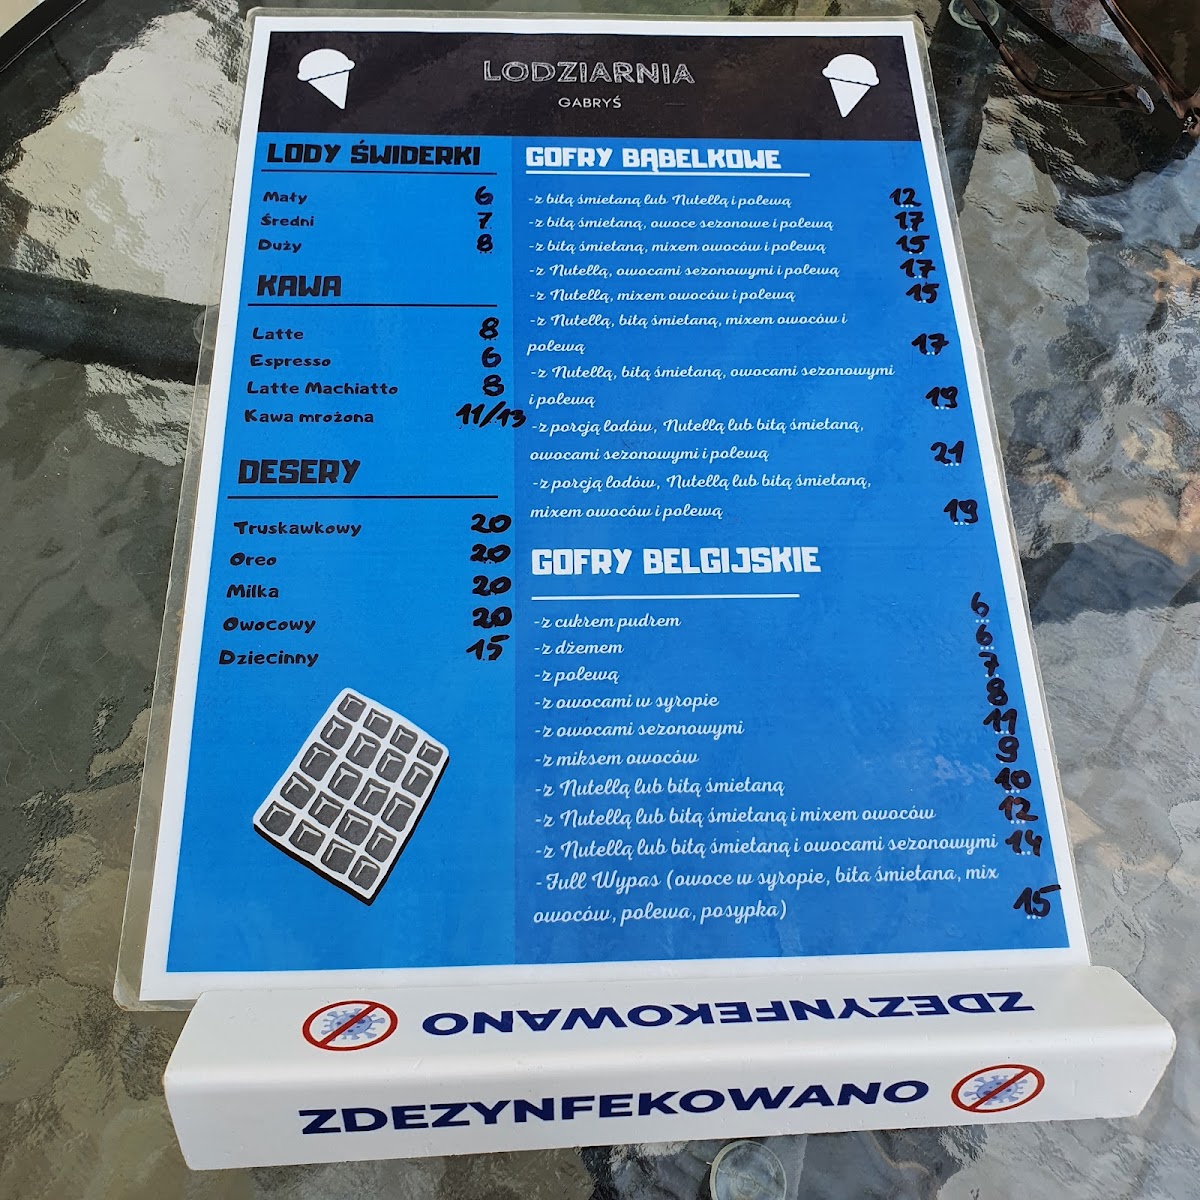 LODZIARNIA
GABRYŚ
LODY ŚWIDERKI
Mały 6
Średni 7
Duży 8
KAWA
Latte 8
Espresso 6
Latte Machiatto 8
Kawa mrożona 11/13
DESERY
Truskawkowy 20
Oreo 20
Milka 20
Owocowy 20
Dziecinny 15
GOFRY BĄBELKOWE
-z bitą śmietaną lub Nutellą i polewą 12
-z bitą śmietaną, owoce sezonowe i polewą 17
-z bitą śmietaną, mixem owoców i polewą 15
-z Nutellą, owocami sezonowymi i polewą 17
-z Nutellą, mixem owoców i polewą 15
-z Nutellą, bitą śmietaną, mixem owoców i
polewą 17
-z Nutellą, bitą śmietaną, owocami sezonowymi
i polewą 19
-z porcją lodów, Nutellą lub bitą śmietaną,
owocami sezonowymi i polewą 21
-z porcją lodów, Nutellą lub bitą śmietaną,
mixem owoców i polewą 19
GOFRY BELGIJSKIE
-z cukrem pudrem 6
-z dżemem 6
-z polewą 7
-z owocami w syropie 8
-z owocami sezonowymi 11
-z miksem owoców 9
-z Nutellą lub bitą śmietaną 10
-z Nutellą lub bitą śmietaną i mixem owoców 12
-z Nutellą lub bitą śmietaną i owocami sezonowymi 14
-Full Wypas (owoce w syropie, bita śmietana, mix
owoców, polewa, posypka) 15
ZDEZYNFEKOWANO
ZDEZYNFEKOWANO